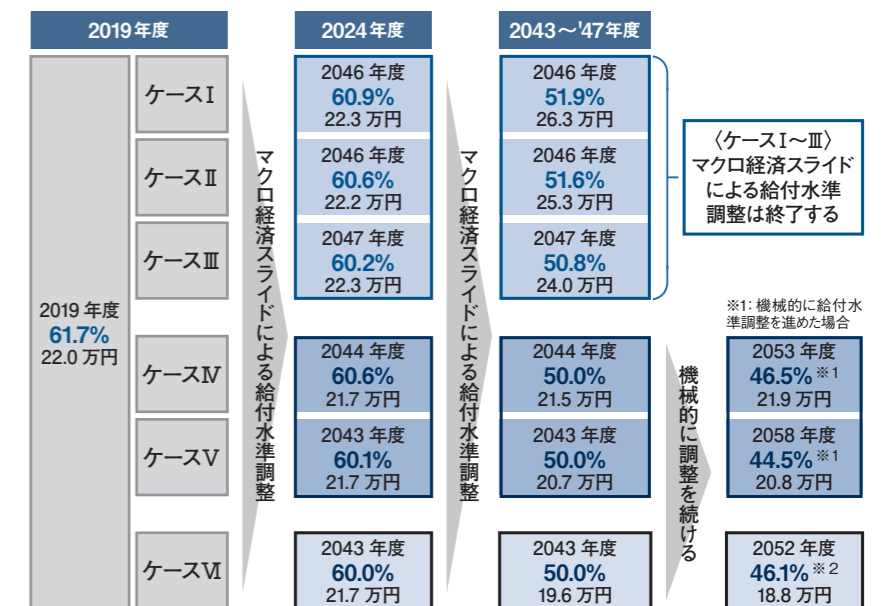 2019年度
2024年度
2043～'47年度
2019 年度
61.7%
22.0 万円
ケースⅠ
ケースⅡ
ケースⅢ
ケースⅣ
ケースⅤ
ケースⅥ
マクロ経済スライドによる給付水準調整
2046 年度
60.9%
22.3 万円
2046 年度
60.6%
22.2 万円
2047 年度
60.2%
22.3 万円
2044 年度
60.6%
21.7 万円
2043 年度
60.1%
21.7 万円
2043 年度
60.0%
21.7 万円
マクロ経済スライドによる給付水準調整
2046 年度
51.9%
26.3 万円
2046 年度
51.6%
25.3 万円
2047 年度
50.8%
24.0 万円
2044 年度
50.0%
21.5 万円
2043 年度
50.0%
20.7 万円
2043 年度
50.0%
19.6 万円
〈ケースⅠ～Ⅲ〉
マクロ経済スライド
による給付水準
調整は終了する
機械的に調整を続ける
※1: 機械的に給付水
準調整を進めた場合
2053 年度
46.5% ※1
21.9 万円
2058 年度
44.5% ※1
20.8 万円
2052 年度
46.1% ※2
18.8 万円